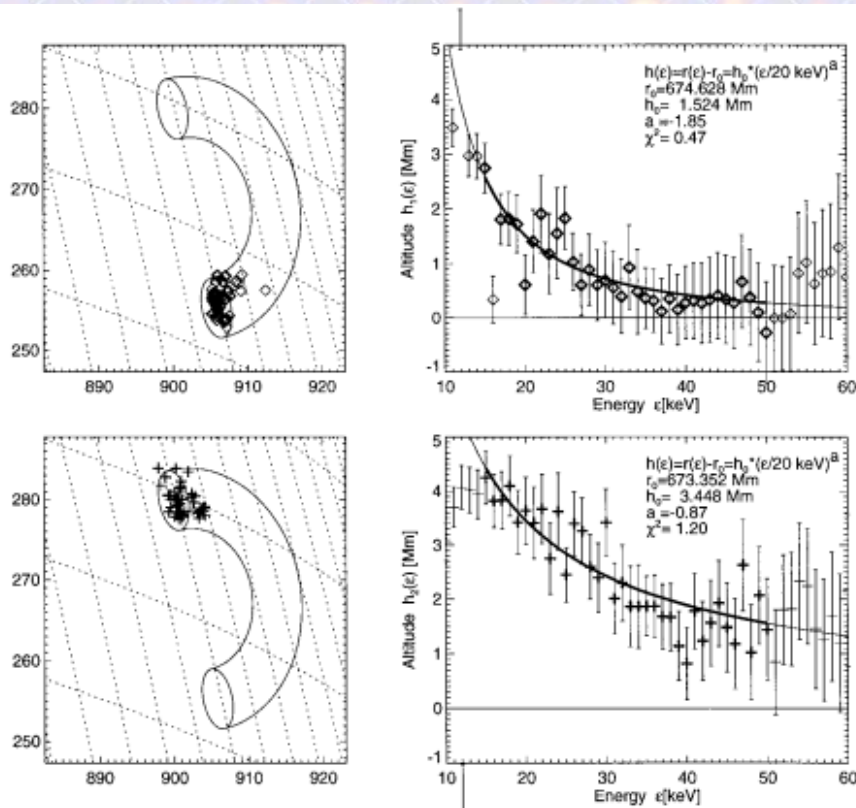 280
270
260
250
890 900 910 920
5
4
3
2
1
0
-1
Altitude h₁(ε) [Mm]
h(ε)=r(ε)-r₀=h₀*(ε/20 keV)ᵃ
r₀=674.628 Mm
h₀= 1.524 Mm
a =-1.85
χ²= 0.47
10 20 30 40 50 60
Energy ε[keV]
280
270
260
250
890 900 910 920
5
4
3
2
1
0
-1
Altitude h₂(ε) [Mm]
h(ε)=r(ε)-r₀=h₀*(ε/20 keV)ᵃ
r₀=673.352 Mm
h₀= 3.448 Mm
a =-0.87
χ²= 1.20
10 20 30 40 50 60
Energy ε[keV]